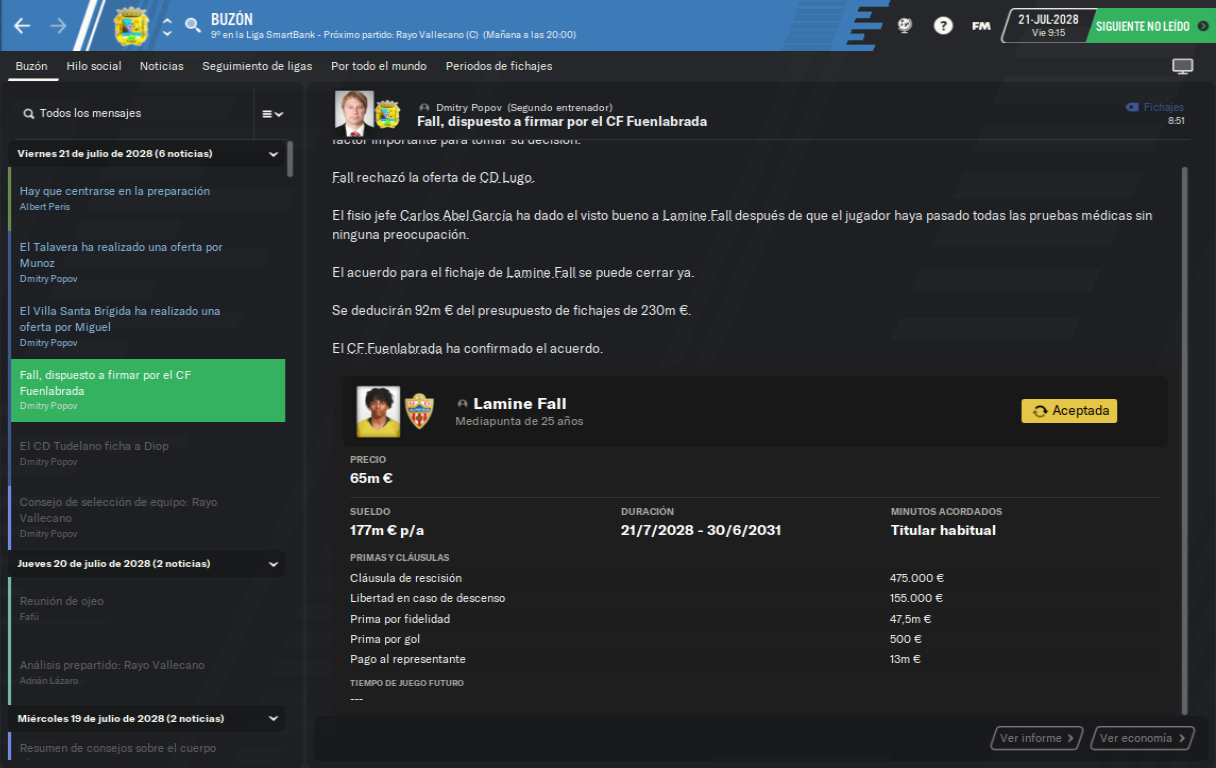 BUZÓN
9º en la Liga SmartBank - Próximo partido: Rayo Vallecano (C) (Mañana a las 20:00)
?
FM
21-JUL-2028
Vie 9:15
SIGUIENTE NO LEÍDO
Buzón
Hilo social
Noticias
Seguimiento de ligas
Por todo el mundo
Periodos de fichajes
Todos los mensajes
Viernes 21 de julio de 2028 (6 noticias)
Hay que centrarse en la preparación
Albert Peris
El Talavera ha realizado una oferta por
Munoz
Dmitry Popov
El Villa Santa Brígida ha realizado una
oferta por Miguel
Dmitry Popov
Fall, dispuesto a firmar por el CF
Fuenlabrada
Dmitry Popov
El CD Tudelano ficha a Diop
Dmitry Popov
Consejo de selección de equipo: Rayo
Vallecano
Dmitry Popov
Jueves 20 de julio de 2028 (2 noticias)
Reunión de ojeo
Fafú
Análisis prepartido: Rayo Vallecano
Adrián Lázaro
Miércoles 19 de julio de 2028 (2 noticias)
Resumen de consejos sobre el cuerpo
Dmitry Popov (Segundo entrenador)
Fall, dispuesto a firmar por el CF Fuenlabrada
Fichajes
8:51
factor importante para tomar su decisión.
Fall rechazó la oferta de CD Lugo.
El fisio jefe Carlos Abel García ha dado el visto bueno a Lamine Fall después de que el jugador haya pasado todas las pruebas médicas sin
ninguna preocupación.
El acuerdo para el fichaje de Lamine Fall se puede cerrar ya.
Se deducirán 92m € del presupuesto de fichajes de 230m €.
El CF Fuenlabrada ha confirmado el acuerdo.
Lamine Fall
Mediapunta de 25 años
Aceptada
PRECIO
65m €
SUELDO
DURACIÓN
MINUTOS ACORDADOS
177m € p/a
21/7/2028 - 30/6/2031
Titular habitual
PRIMAS Y CLÁUSULAS
Cláusula de rescisión
475.000 €
Libertad en caso de descenso
155.000 €
Prima por fidelidad
47,5m €
Prima por gol
500 €
Pago al representante
13m €
TIEMPO DE JUEGO FUTURO
---
Ver informe
Ver economía